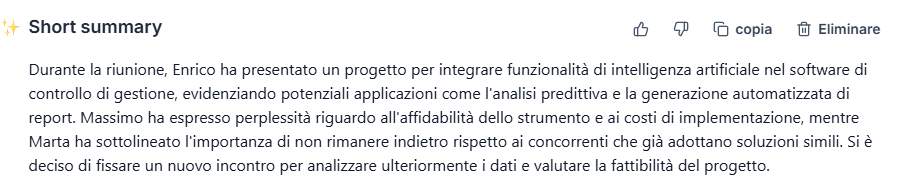 Short summary
copia
Eliminare
Durante la riunione, Enrico ha presentato un progetto per integrare funzionalità di intelligenza artificiale nel software di
controllo di gestione, evidenziando potenziali applicazioni come l'analisi predittiva e la generazione automatizzata di
report. Massimo ha espresso perplessità riguardo all'affidabilità dello strumento e ai costi di implementazione, mentre
Marta ha sottolineato l'importanza di non rimanere indietro rispetto ai concorrenti che già adottano soluzioni simili. Si è
deciso di fissare un nuovo incontro per analizzare ulteriormente i dati e valutare la fattibilità del progetto.